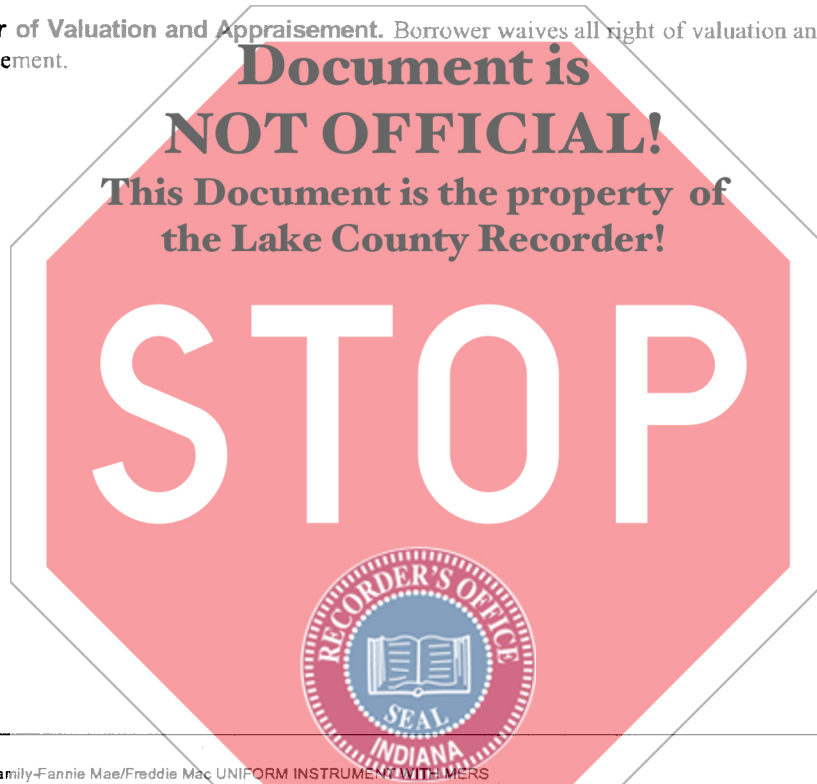 r of Valuation and Appraisement. Borrower waives all right of valuation an
ement.
Document is
NOT OFFICIAL!
This Document is the property of
the Lake County Recorder!
STOP
RECORDER'S OFFICE
SEAL
INDIANA
amily-Fannie Mae/Freddie Mac UNIFORM INSTRUMENT WITH MERS